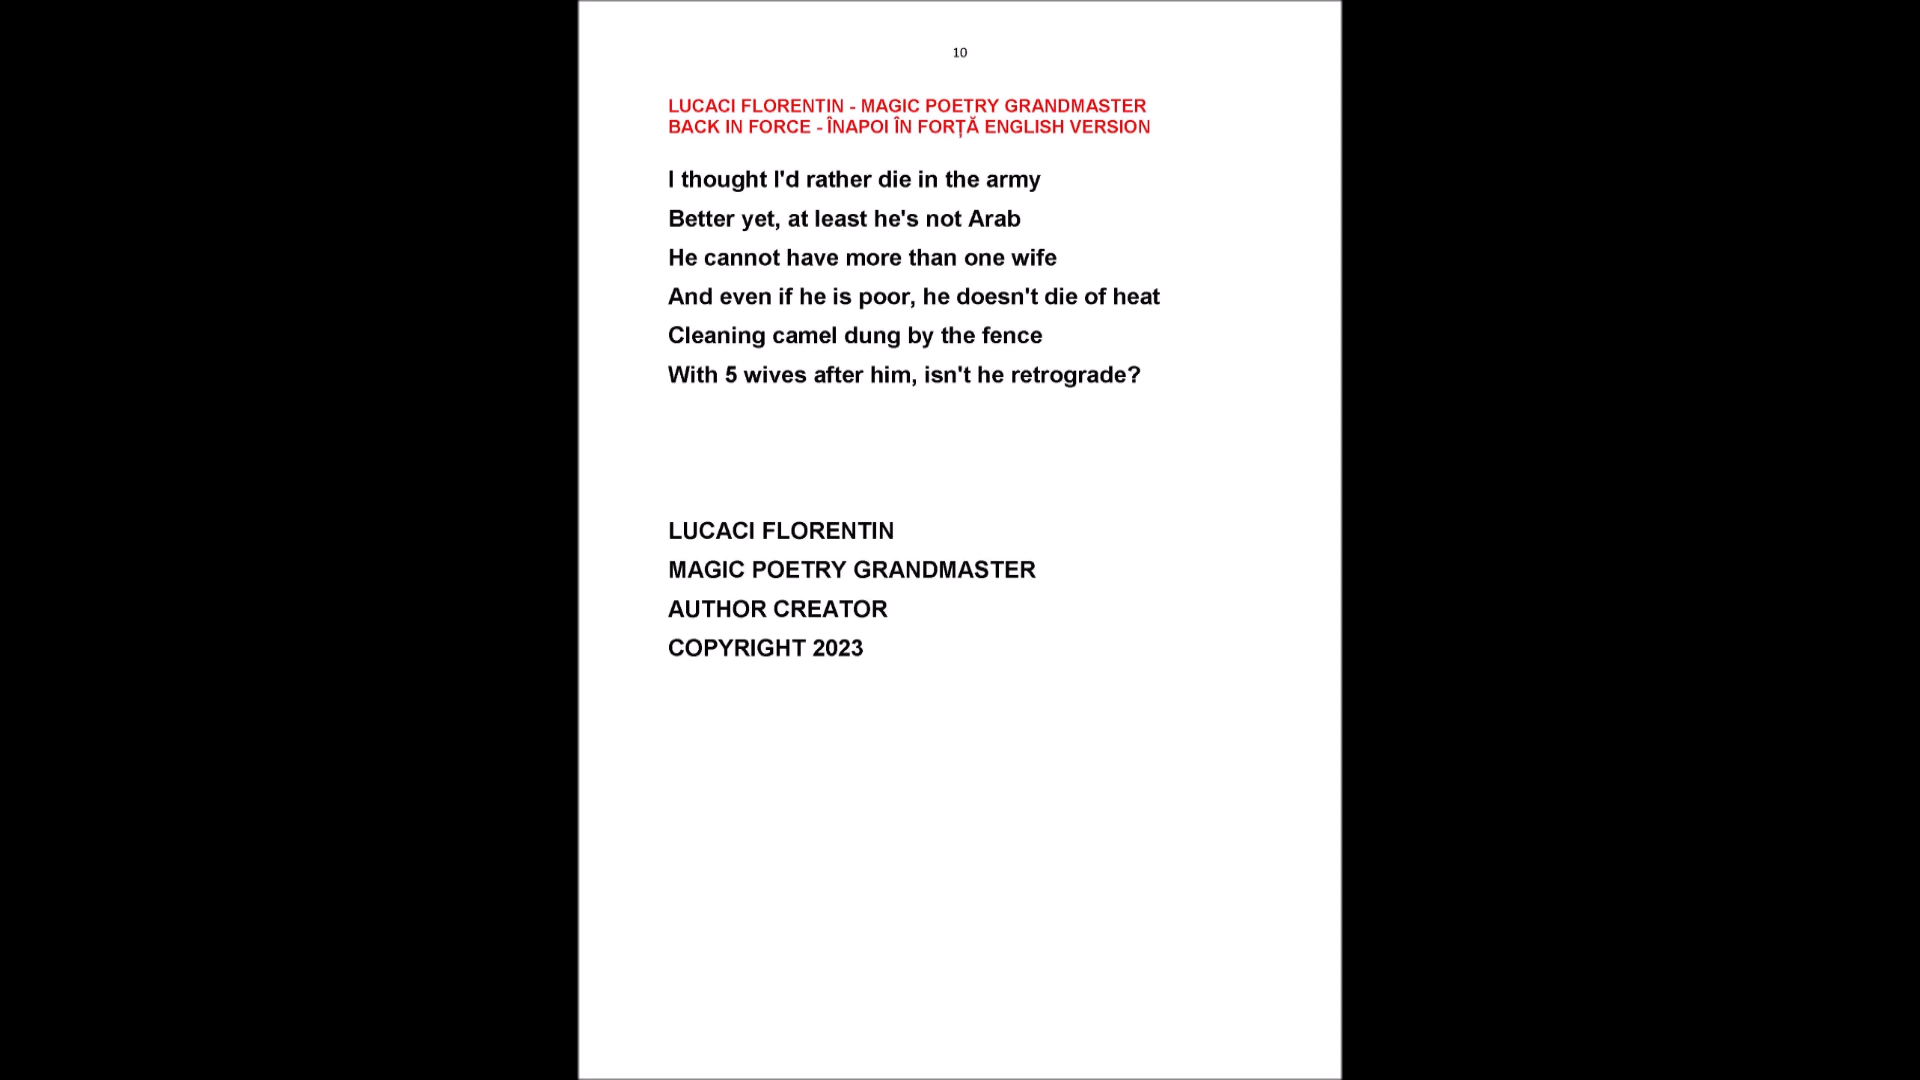 10
LUCACI FLORENTIN - MAGIC POETRY GRANDMASTER
BACK IN FORCE - ÎNAPOI ÎN FORȚĂ ENGLISH VERSION
I thought I'd rather die in the army
Better yet, at least he's not Arab
He cannot have more than one wife
And even if he is poor, he doesn't die of heat
Cleaning camel dung by the fence
With 5 wives after him, isn't he retrograde?
LUCACI FLORENTIN
MAGIC POETRY GRANDMASTER
AUTHOR CREATOR
COPYRIGHT 2023